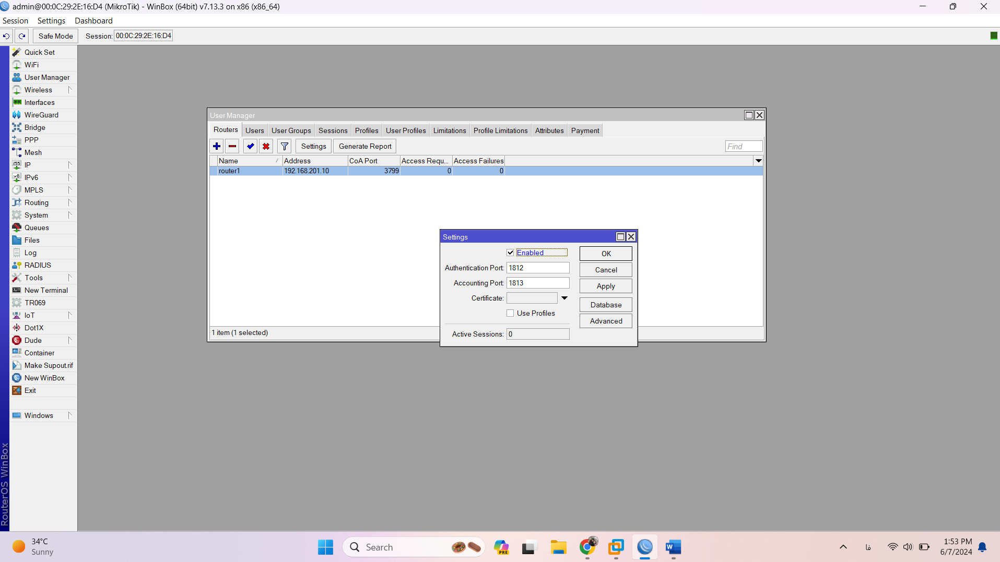 admin@00:0C:29:2E:16:D4 (MikroTik) - WinBox (64bit) v7.13.3 on x86 (x86_64)
Session Settings Dashboard
Safe Mode Session: 00:0C:29:2E:16:D4
Quick Set
WiFi
User Manager
Wireless
Interfaces
WireGuard
Bridge
PPP
Mesh
IP
IPv6
MPLS
Routing
System
Queues
Files
Log
RADIUS
Tools
New Terminal
TR069
IoT
Dot1X
Dude
Container
Make Supout.rif
New WinBox
Exit
Windows
RouterOS WinBox
User Manager
Routers Users User Groups Sessions Profiles User Profiles Limitations Profile Limitations Attributes Payment
Settings Generate Report Find
Name Address CoA Port Access Requ... Access Failures
router1 192.168.201.10 3799 0 0
1 item (1 selected)
Settings
Enabled OK
Authentication Port: 1812
Cancel
Accounting Port: 1813
Apply
Certificate:
Database
Use Profiles
Advanced
Active Sessions: 0
34°C
Sunny
Search
PRE
فا
1:53 PM
6/7/2024